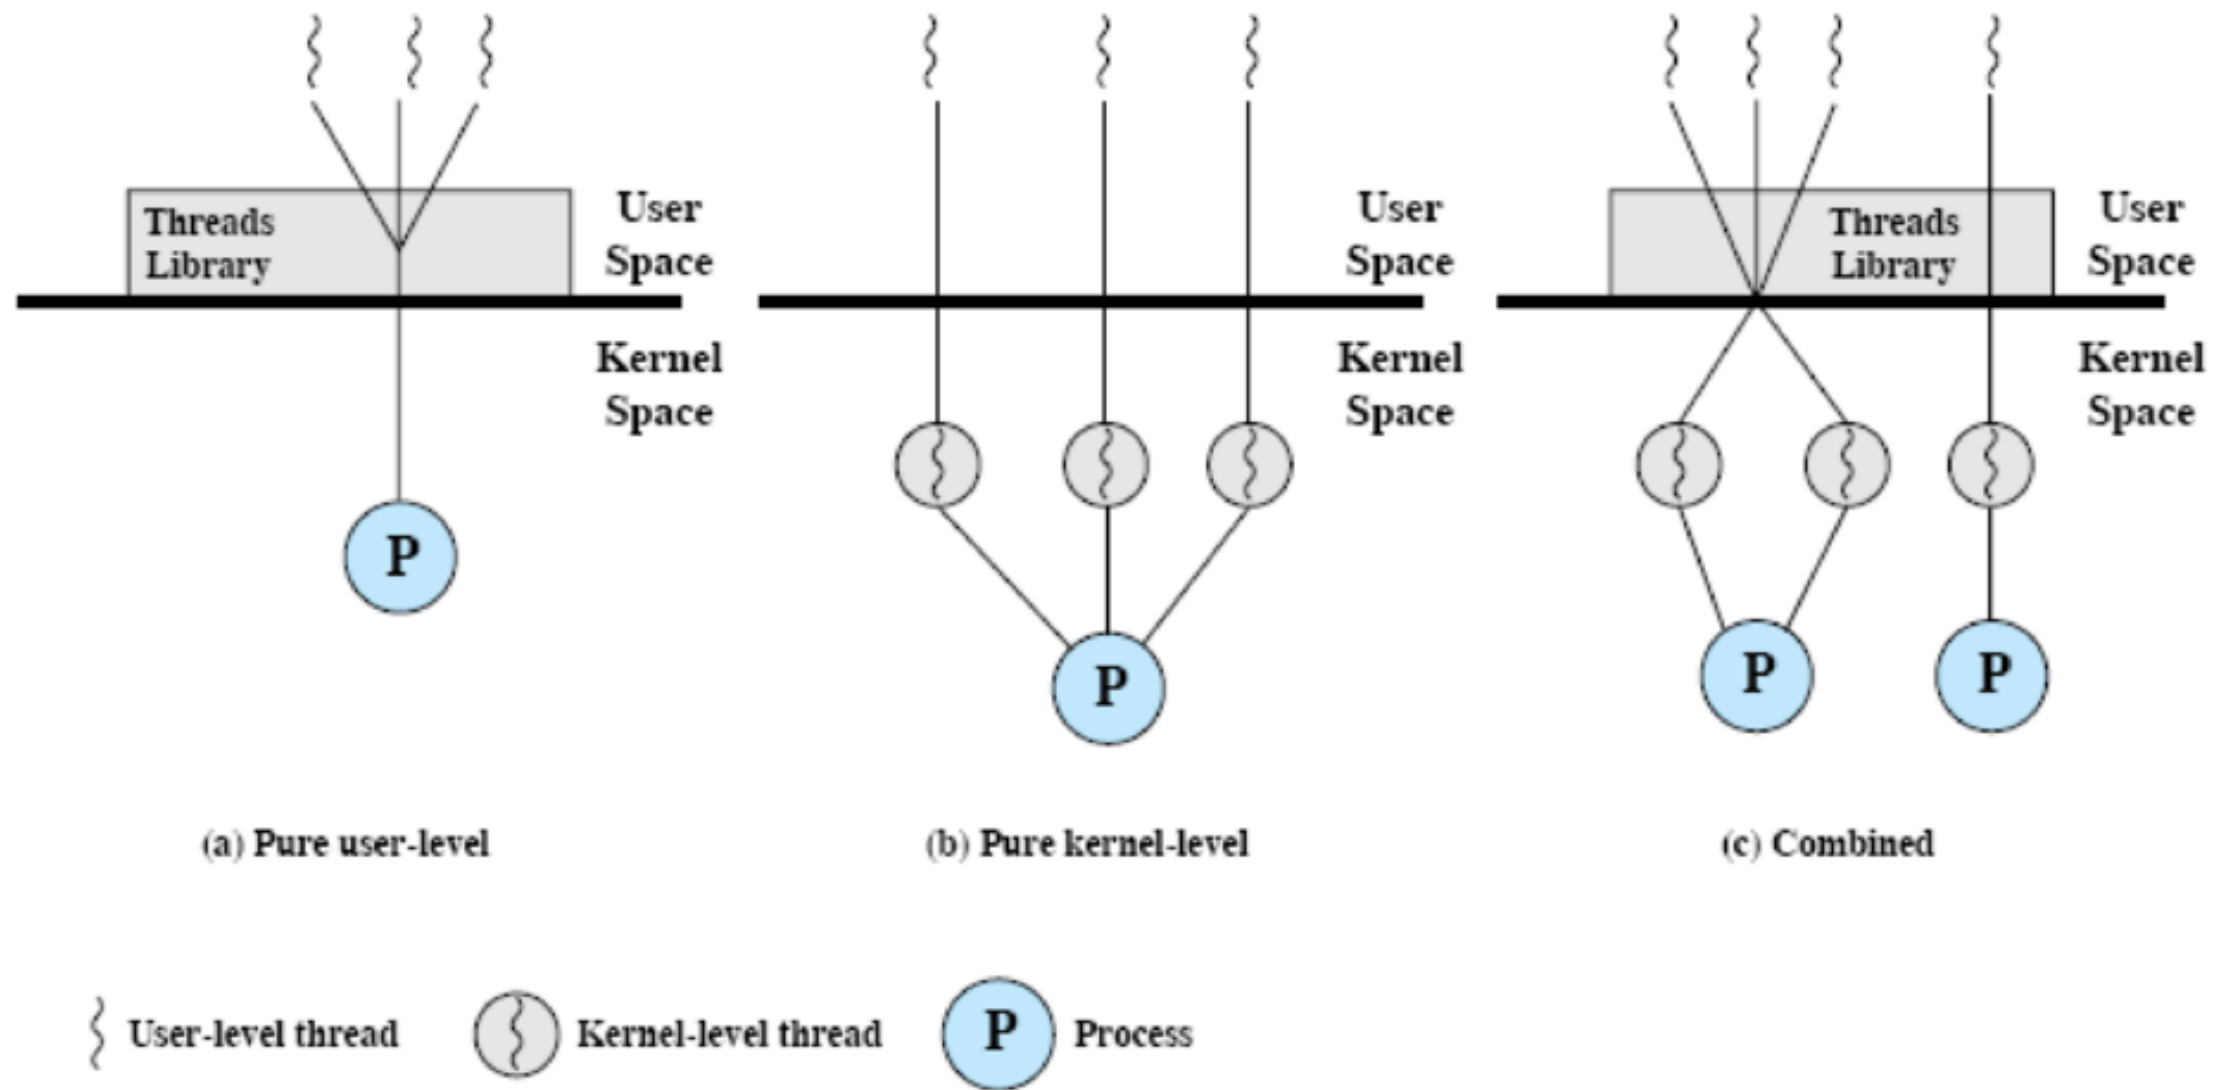 Threads
Library
User
Space
Kernel
Space
P
(a) Pure user-level
User
Space
Kernel
Space
P
(b) Pure kernel-level
Threads
Library
User
Space
Kernel
Space
P
P
(c) Combined
User-level thread
Kernel-level thread
P
Process